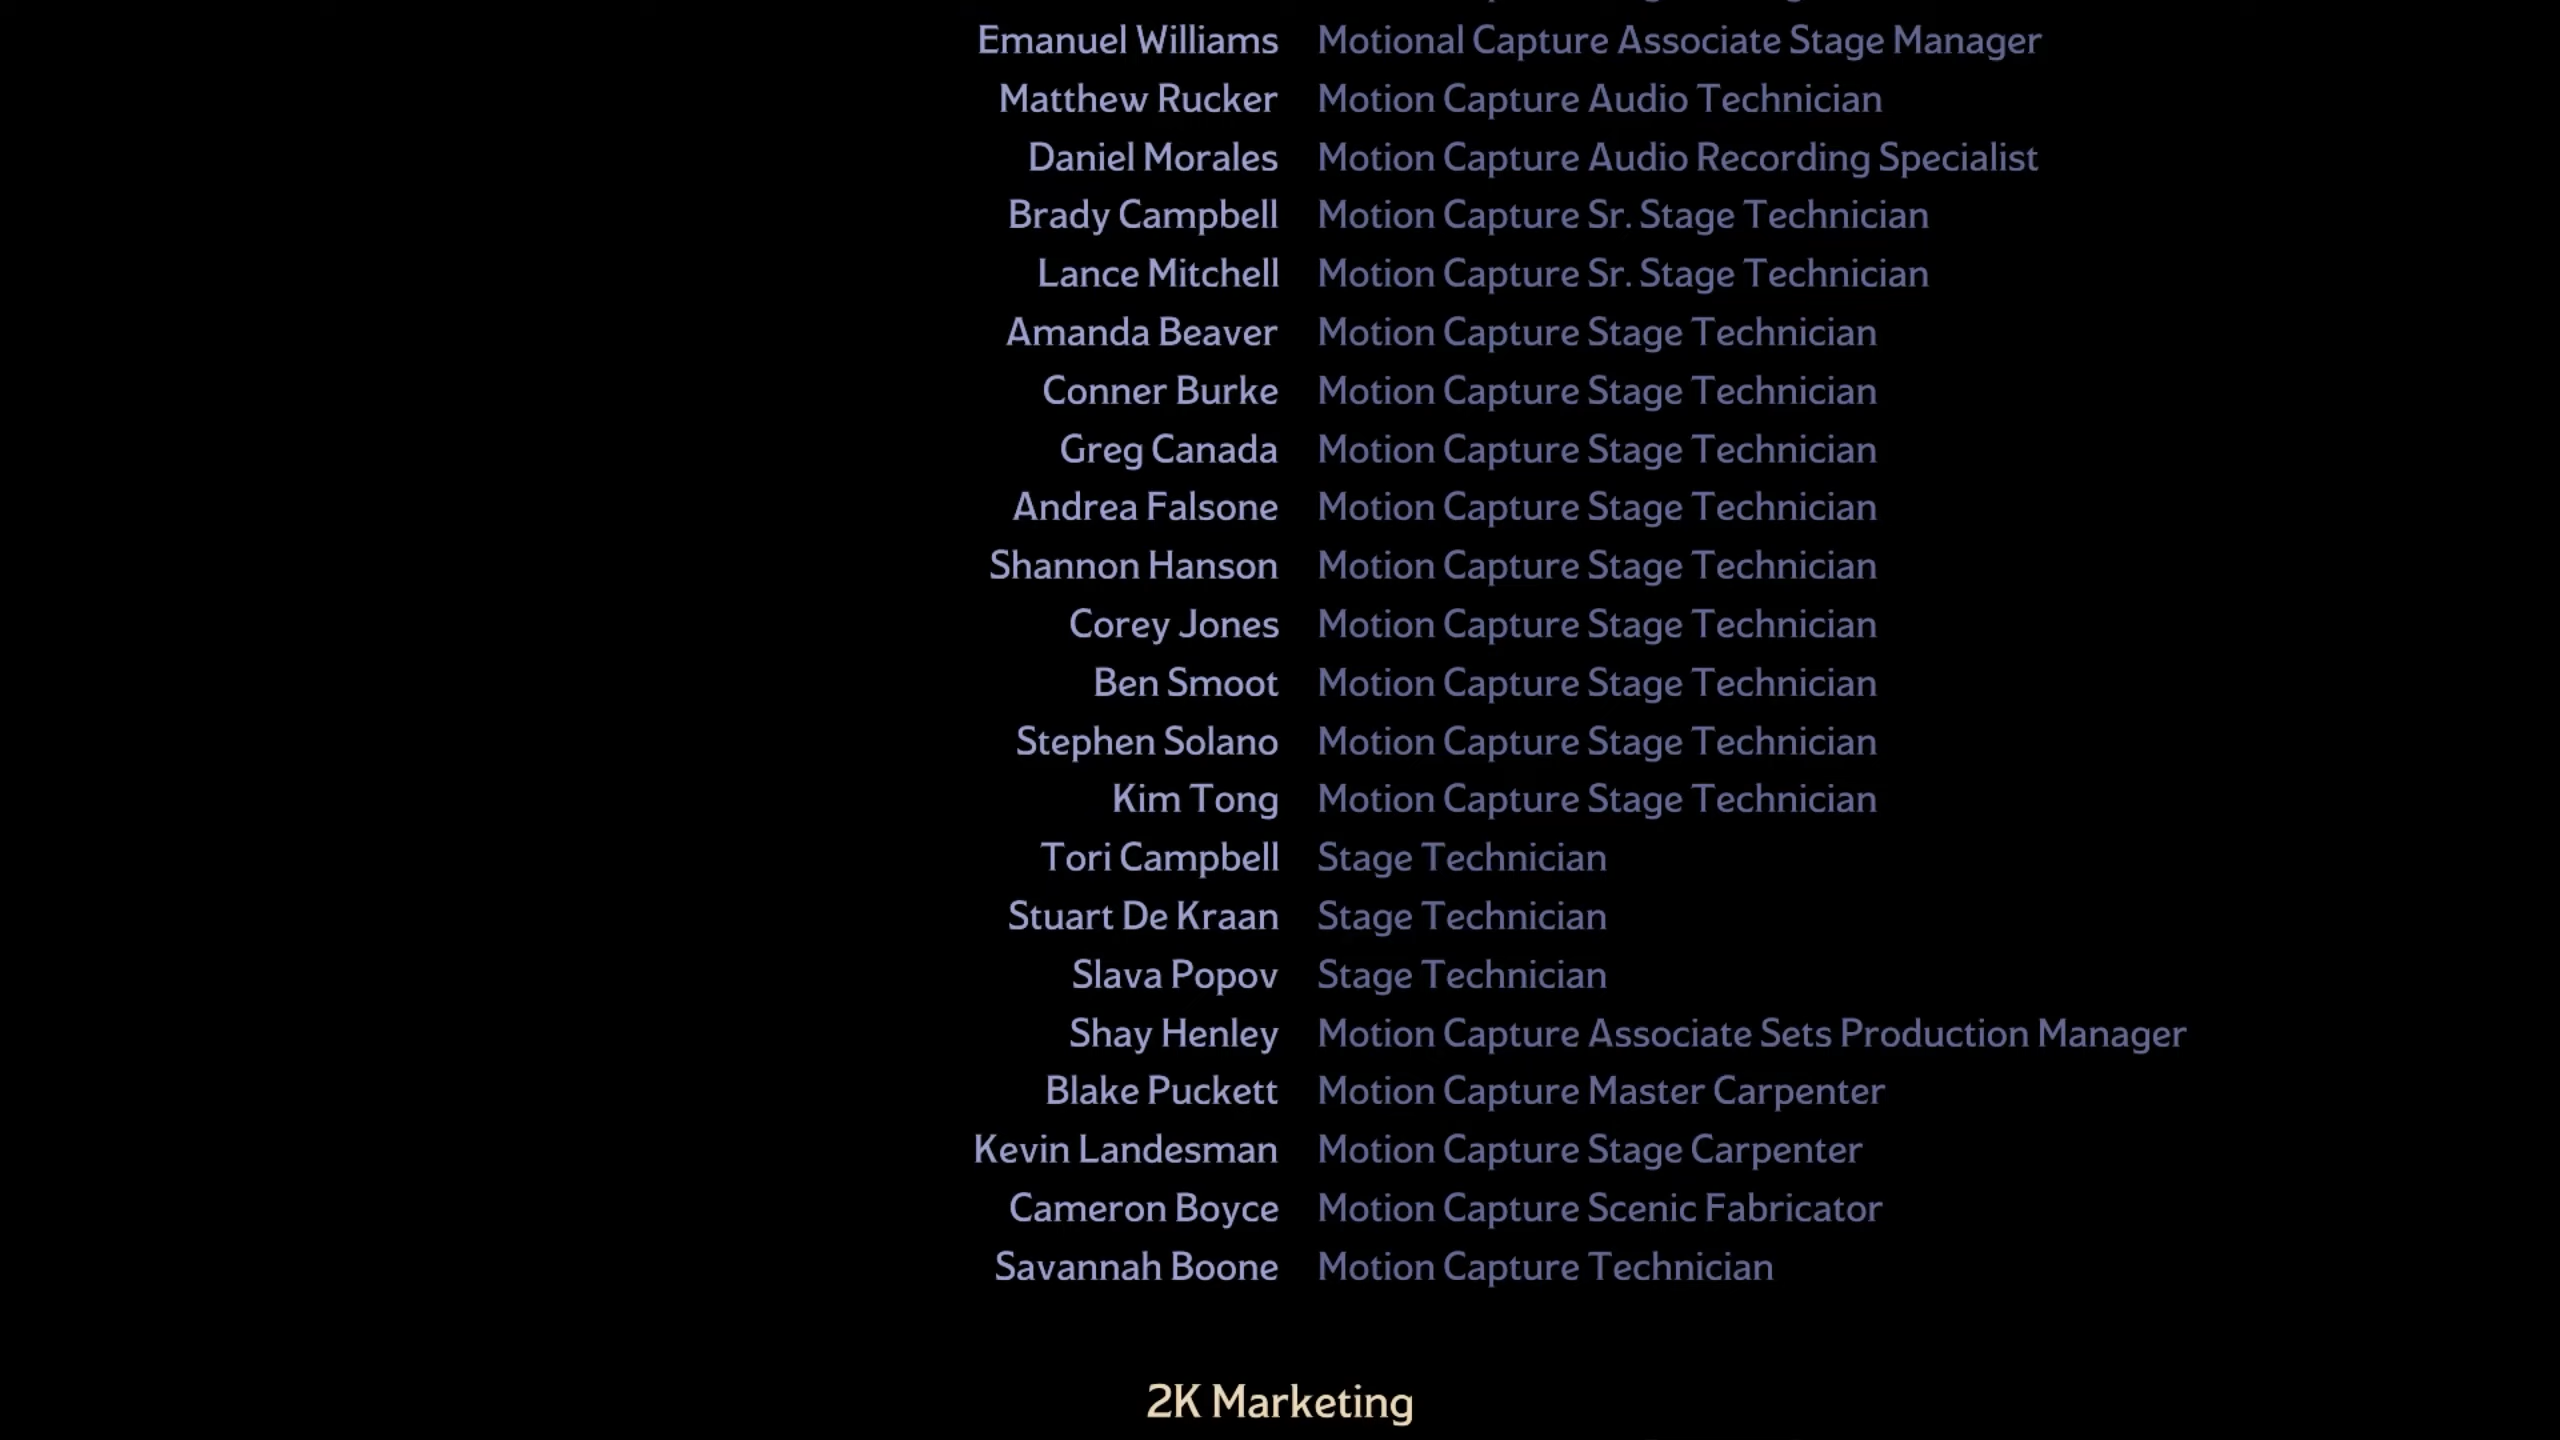 Emanuel Williams Motional Capture Associate Stage Manager
Matthew Rucker Motion Capture Audio Technician
Daniel Morales Motion Capture Audio Recording Specialist
Brady Campbell Motion Capture Sr. Stage Technician
Lance Mitchell Motion Capture Sr. Stage Technician
Amanda Beaver Motion Capture Stage Technician
Conner Burke Motion Capture Stage Technician
Greg Canada Motion Capture Stage Technician
Andrea Falsone Motion Capture Stage Technician
Shannon Hanson Motion Capture Stage Technician
Corey Jones Motion Capture Stage Technician
Ben Smoot Motion Capture Stage Technician
Stephen Solano Motion Capture Stage Technician
Kim Tong Motion Capture Stage Technician
Tori Campbell Stage Technician
Stuart De Kraan Stage Technician
Slava Popov Stage Technician
Shay Henley Motion Capture Associate Sets Production Manager
Blake Puckett Motion Capture Master Carpenter
Kevin Landesman Motion Capture Stage Carpenter
Cameron Boyce Motion Capture Scenic Fabricator
Savannah Boone Motion Capture Technician
2K Marketing